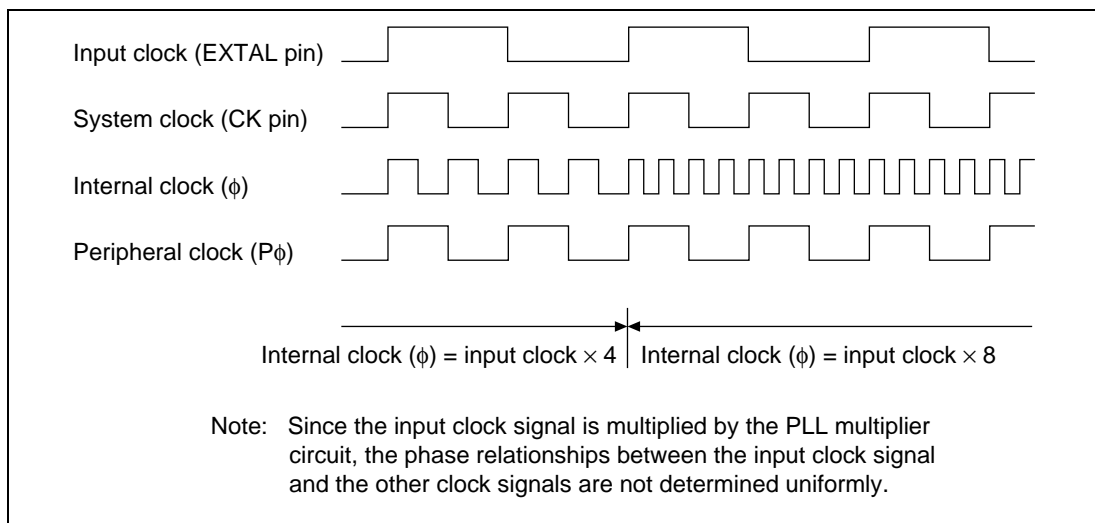 Input clock (EXTAL pin)
System clock (CK pin)
Internal clock (ϕ)
Peripheral clock (Pϕ)
Internal clock (ϕ) = input clock × 4
Internal clock (ϕ) = input clock × 8
Note: Since the input clock signal is multiplied by the PLL multiplier
circuit, the phase relationships between the input clock signal
and the other clock signals are not determined uniformly.